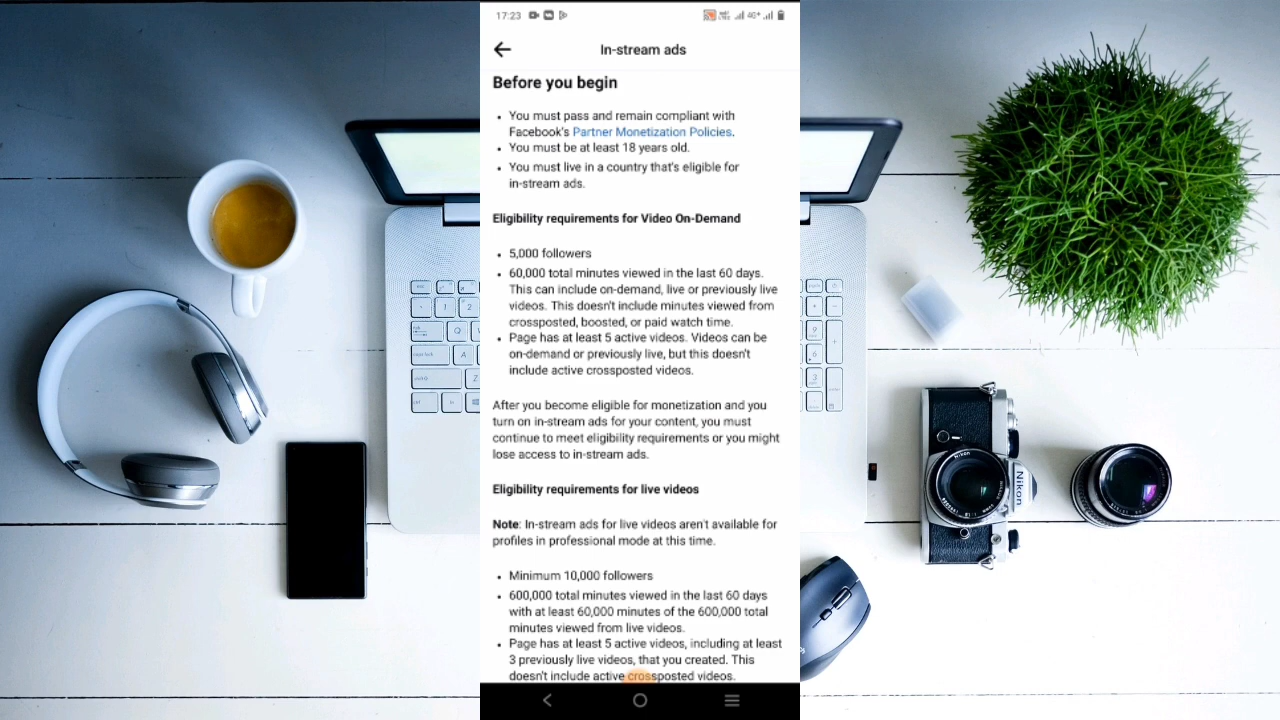 17:23
4G+
In-stream ads
Before you begin
• You must pass and remain compliant with
Facebook's Partner Monetization Policies.
• You must be at least 18 years old.
• You must live in a country that's eligible for
in-stream ads.
Eligibility requirements for Video On-Demand
• 5,000 followers
• 60,000 total minutes viewed in the last 60 days.
This can include on-demand, live or previously live
videos. This doesn't include minutes viewed from
crossposted, boosted, or paid watch time.
• Page has at least 5 active videos. Videos can be
on-demand or previously live, but this doesn't
include active crossposted videos.
After you become eligible for monetization and you
turn on in-stream ads for your content, you must
continue to meet eligibility requirements or you might
lose access to in-stream ads.
Eligibility requirements for live videos
Note: In-stream ads for live videos aren't available for
profiles in professional mode at this time.
• Minimum 10,000 followers
• 600,000 total minutes viewed in the last 60 days
with at least 60,000 minutes of the 600,000 total
minutes viewed from live videos.
• Page has at least 5 active videos, including at least
3 previously live videos, that you created. This
doesn't include active crossposted videos.
Nikon
Nikon